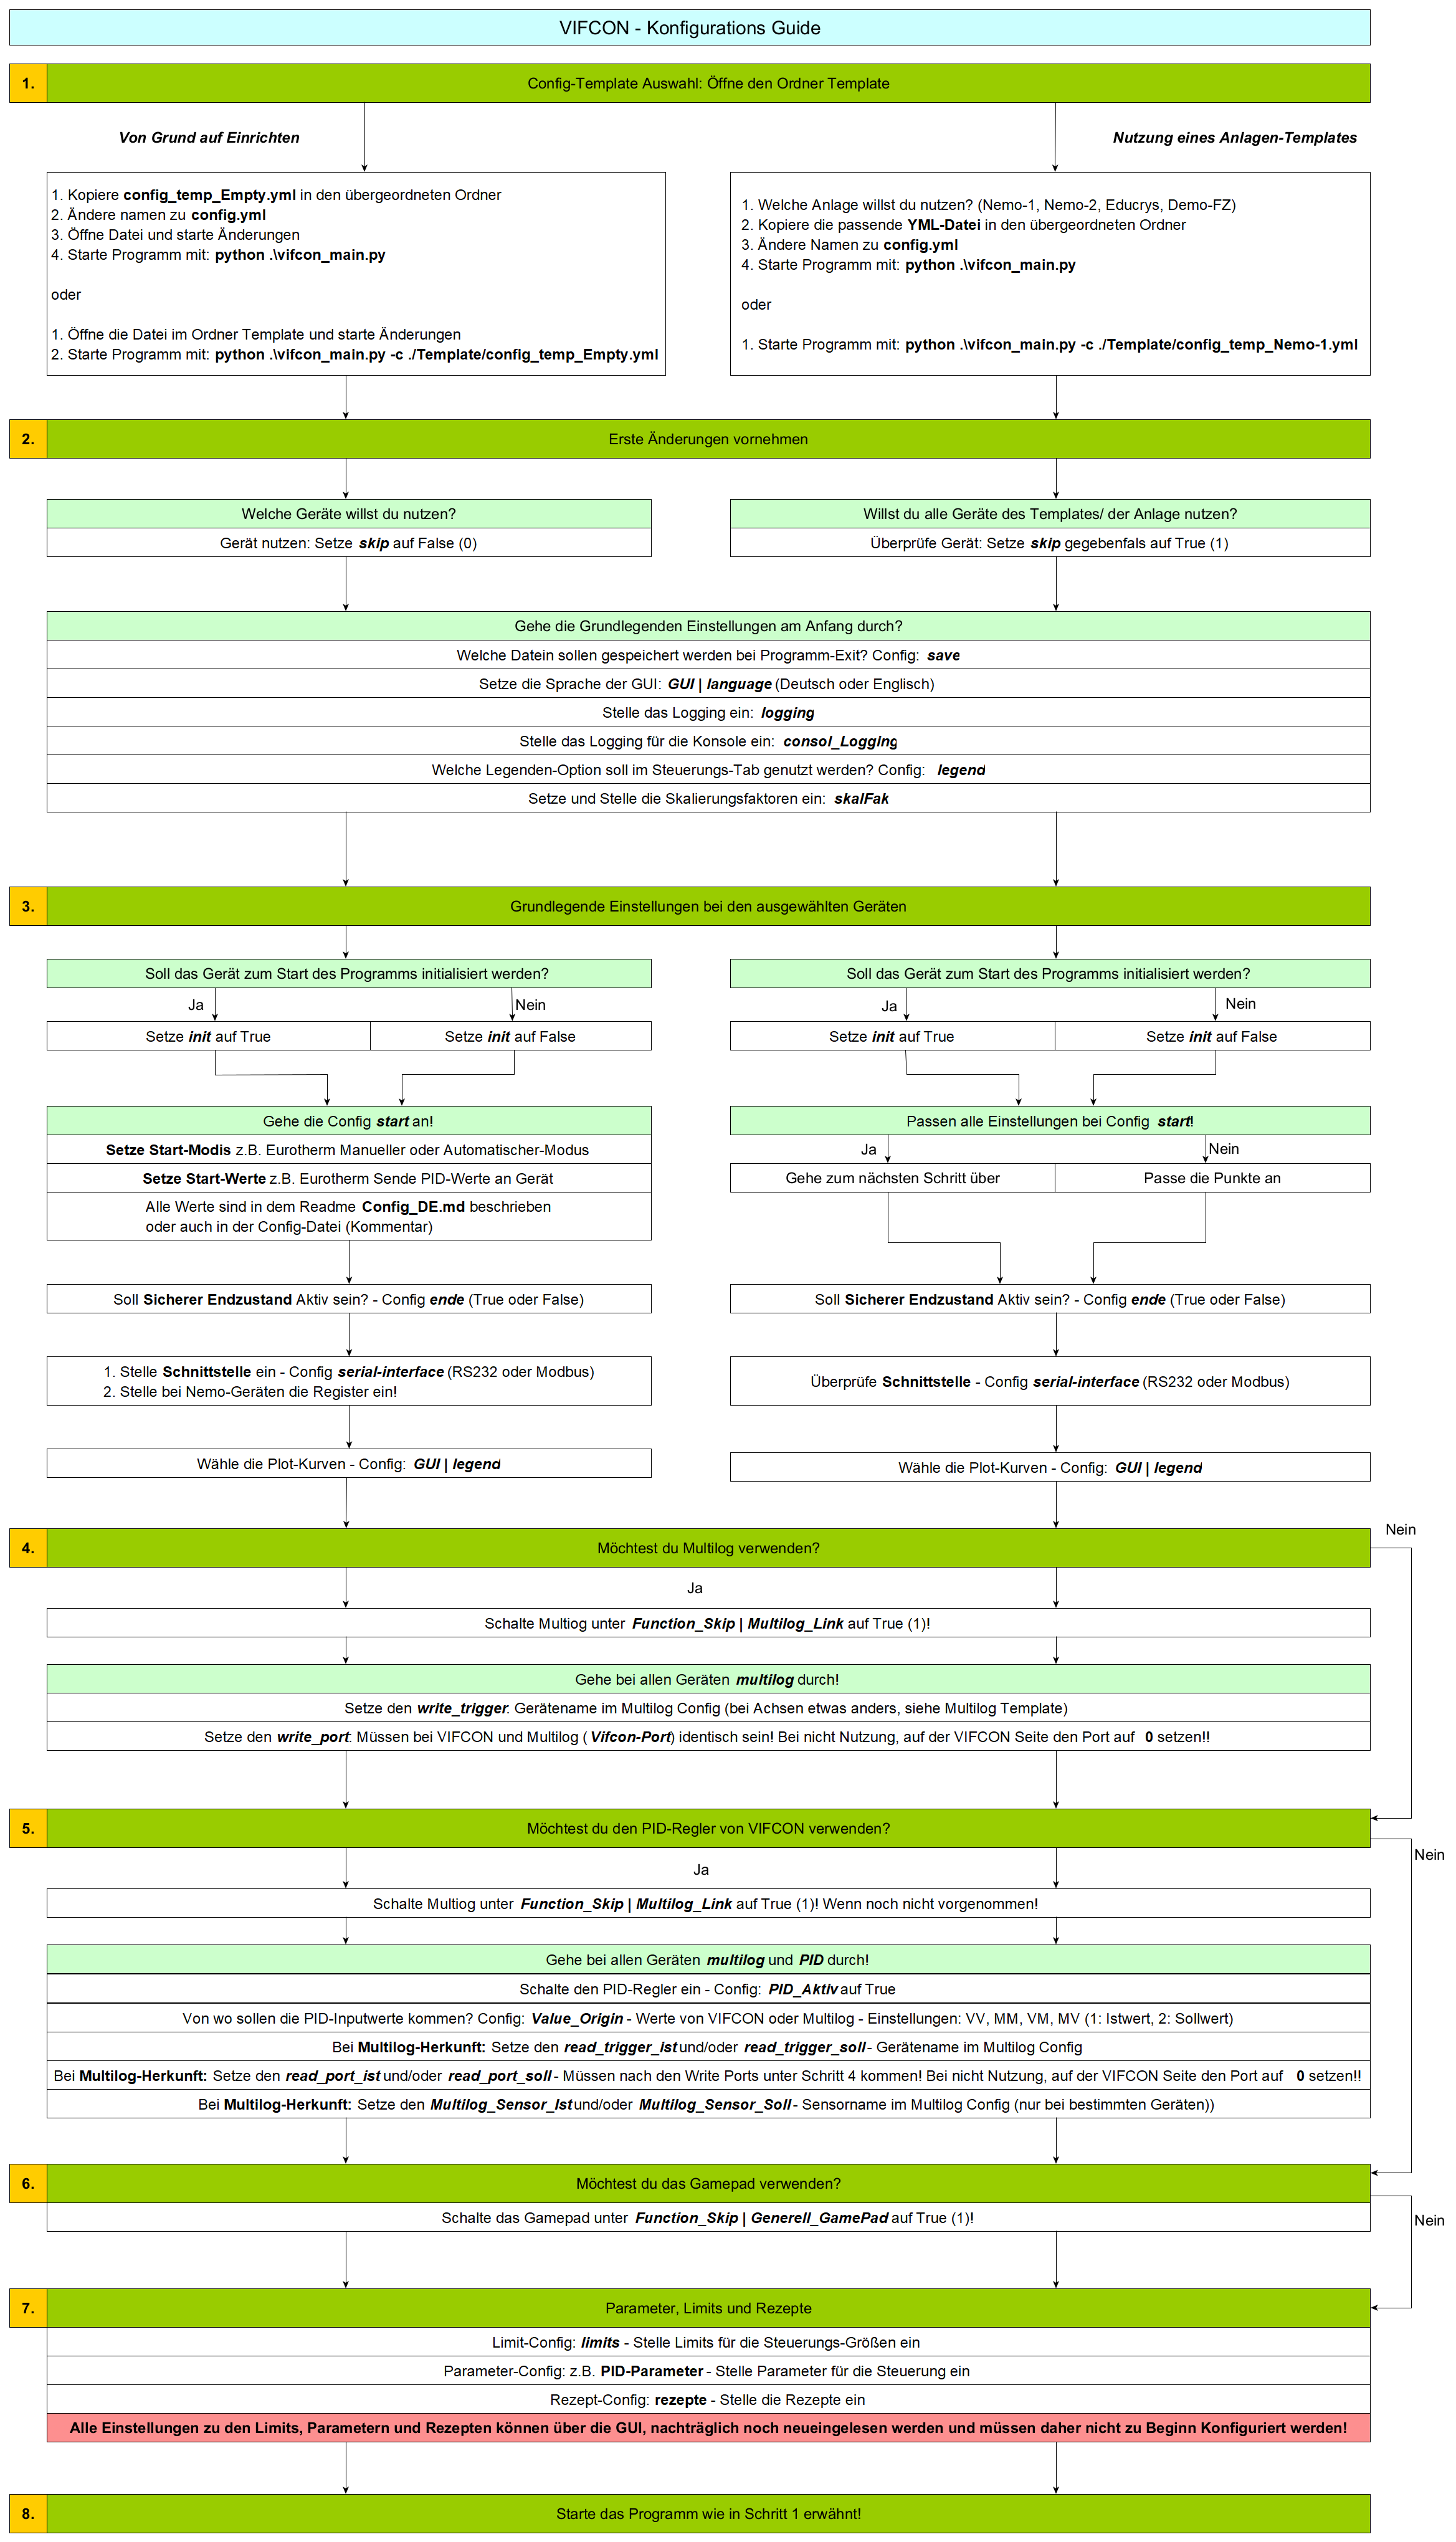 VIFCON - Konfigurations Guide
1.
Config-Template Auswahl: Öffne den Ordner Template
Von Grund auf Einrichten
1. Kopiere config_temp_Empty.yml in den übergeordneten Ordner
2. Ändere namen zu config.yml
3. Öffne Datei und starte Änderungen
4. Starte Programm mit: python .\vifcon_main.py
oder
1. Öffne die Datei im Ordner Template und starte Änderungen
2. Starte Programm mit: python .\vifcon_main.py -c ./Template/config_temp_Empty.yml
Nutzung eines Anlagen-Templates
1. Welche Anlage willst du nutzen? (Nemo-1, Nemo-2, Educrys, Demo-FZ)
2. Kopiere die passende YML-Datei in den übergeordneten Ordner
3. Ändere Namen zu config.yml
4. Starte Programm mit: python .\vifcon_main.py
oder
1. Starte Programm mit: python .\vifcon_main.py -c ./Template/config_temp_Nemo-1.yml
2.
Erste Änderungen vornehmen
Welche Geräte willst du nutzen?
Gerät nutzen: Setze skip auf False (0)
Willst du alle Geräte des Templates/ der Anlage nutzen?
Überprüfe Gerät: Setze skip gegebenfals auf True (1)
Gehe die Grundlegenden Einstellungen am Anfang durch?
Welche Datein sollen gespeichert werden bei Programm-Exit? Config: save
Setze die Sprache der GUI: GUI | language (Deutsch oder Englisch)
Stelle das Logging ein: logging
Stelle das Logging für die Konsole ein: consol_Logging
Welche Legenden-Option soll im Steuerungs-Tab genutzt werden? Config: legend
Setze und Stelle die Skalierungsfaktoren ein: skalFak
3.
Grundlegende Einstellungen bei den ausgewählten Geräten
Soll das Gerät zum Start des Programms initialisiert werden?
Ja
Nein
Setze init auf True
Setze init auf False
Gehe die Config start an!
Setze Start-Modis z.B. Eurotherm Manueller oder Automatischer-Modus
Setze Start-Werte z.B. Eurotherm Sende PID-Werte an Gerät
Alle Werte sind in dem Readme Config_DE.md beschrieben
oder auch in der Config-Datei (Kommentar)
Soll Sicherer Endzustand Aktiv sein? - Config ende (True oder False)
1. Stelle Schnittstelle ein - Config serial-interface (RS232 oder Modbus)
2. Stelle bei Nemo-Geräten die Register ein!
Wähle die Plot-Kurven - Config: GUI | legend
Soll das Gerät zum Start des Programms initialisiert werden?
Ja
Nein
Setze init auf True
Setze init auf False
Passen alle Einstellungen bei Config start!
Ja
Nein
Gehe zum nächsten Schritt über
Passe die Punkte an
Soll Sicherer Endzustand Aktiv sein? - Config ende (True oder False)
Überprüfe Schnittstelle - Config serial-interface (RS232 oder Modbus)
Wähle die Plot-Kurven - Config: GUI | legend
4.
Möchtest du Multilog verwenden?
Nein
Ja
Schalte Multiog unter Function_Skip | Multilog_Link auf True (1)!
Gehe bei allen Geräten multilog durch!
Setze den write_trigger: Gerätename im Multilog Config (bei Achsen etwas anders, siehe Multilog Template)
Setze den write_port: Müssen bei VIFCON und Multilog (Vifcon-Port) identisch sein! Bei nicht Nutzung, auf der VIFCON Seite den Port auf 0 setzen!!
5.
Möchtest du den PID-Regler von VIFCON verwenden?
Nein
Ja
Schalte Multiog unter Function_Skip | Multilog_Link auf True (1)! Wenn noch nicht vorgenommen!
Gehe bei allen Geräten multilog und PID durch!
Schalte den PID-Regler ein - Config: PID_Aktiv auf True
Von wo sollen die PID-Inputwerte kommen? Config: Value_Origin - Werte von VIFCON oder Multilog - Einstellungen: VV, MM, VM, MV (1: Istwert, 2: Sollwert)
Bei Multilog-Herkunft: Setze den read_trigger_ist und/oder read_trigger_soll - Gerätename im Multilog Config
Bei Multilog-Herkunft: Setze den read_port_ist und/oder read_port_soll - Müssen nach den Write Ports unter Schritt 4 kommen! Bei nicht Nutzung, auf der VIFCON Seite den Port auf 0 setzen!!
Bei Multilog-Herkunft: Setze den Multilog_Sensor_Ist und/oder Multilog_Sensor_Soll - Sensorname im Multilog Config (nur bei bestimmten Geräten))
6.
Möchtest du das Gamepad verwenden?
Nein
Schalte das Gamepad unter Function_Skip | Generell_GamePad auf True (1)!
7.
Parameter, Limits und Rezepte
Limit-Config: limits - Stelle Limits für die Steuerungs-Größen ein
Parameter-Config: z.B. PID-Parameter - Stelle Parameter für die Steuerung ein
Rezept-Config: rezepte - Stelle die Rezepte ein
Alle Einstellungen zu den Limits, Parametern und Rezepten können über die GUI, nachträglich noch neueingelesen werden und müssen daher nicht zu Beginn Konfiguriert werden!
8.
Starte das Programm wie in Schritt 1 erwähnt!